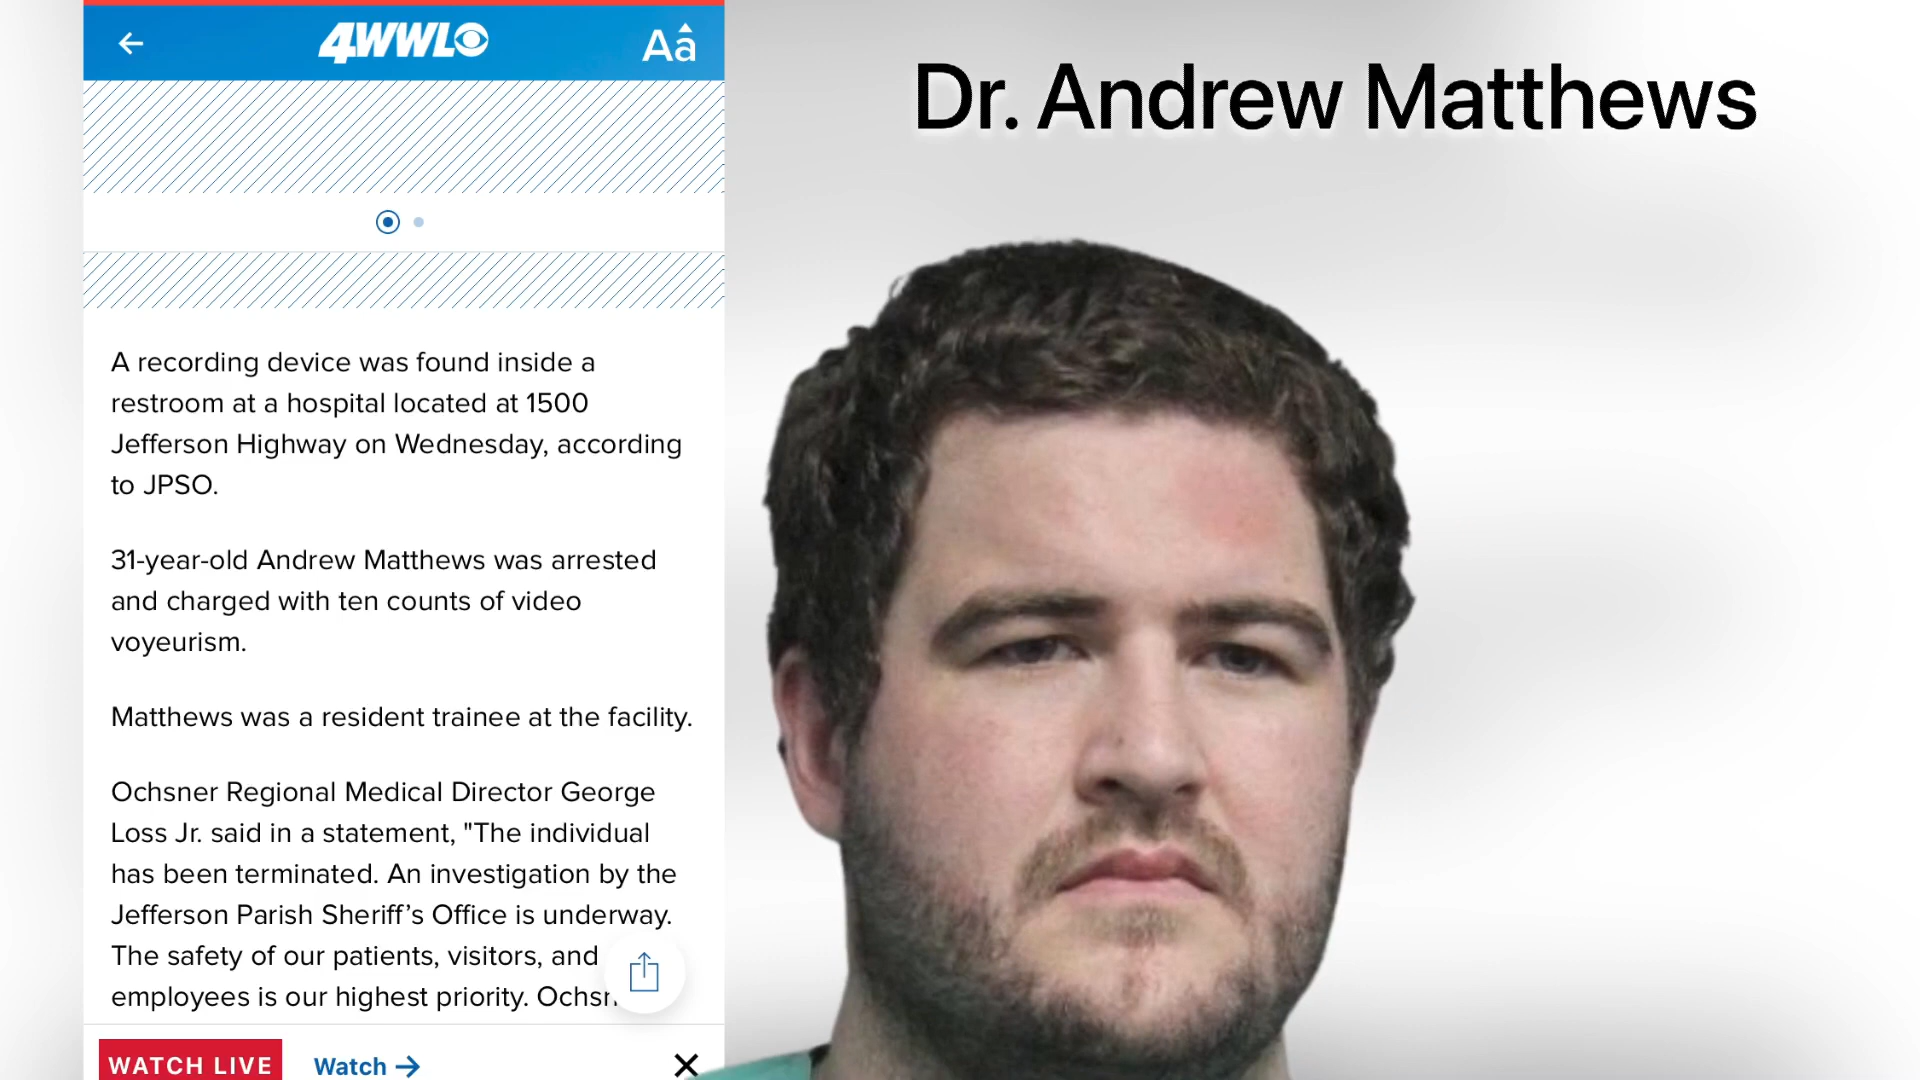 4WWL
Aa
Dr. Andrew Matthews
A recording device was found inside a
restroom at a hospital located at 1500
Jefferson Highway on Wednesday, according
to JPSO.
31-year-old Andrew Matthews was arrested
and charged with ten counts of video
voyeurism.
Matthews was a resident trainee at the facility.
Ochsner Regional Medical Director George
Loss Jr. said in a statement, "The individual
has been terminated. An investigation by the
Jefferson Parish Sheriff’s Office is underway.
The safety of our patients, visitors, and
employees is our highest priority. Ochsn
WATCH LIVE
Watch →